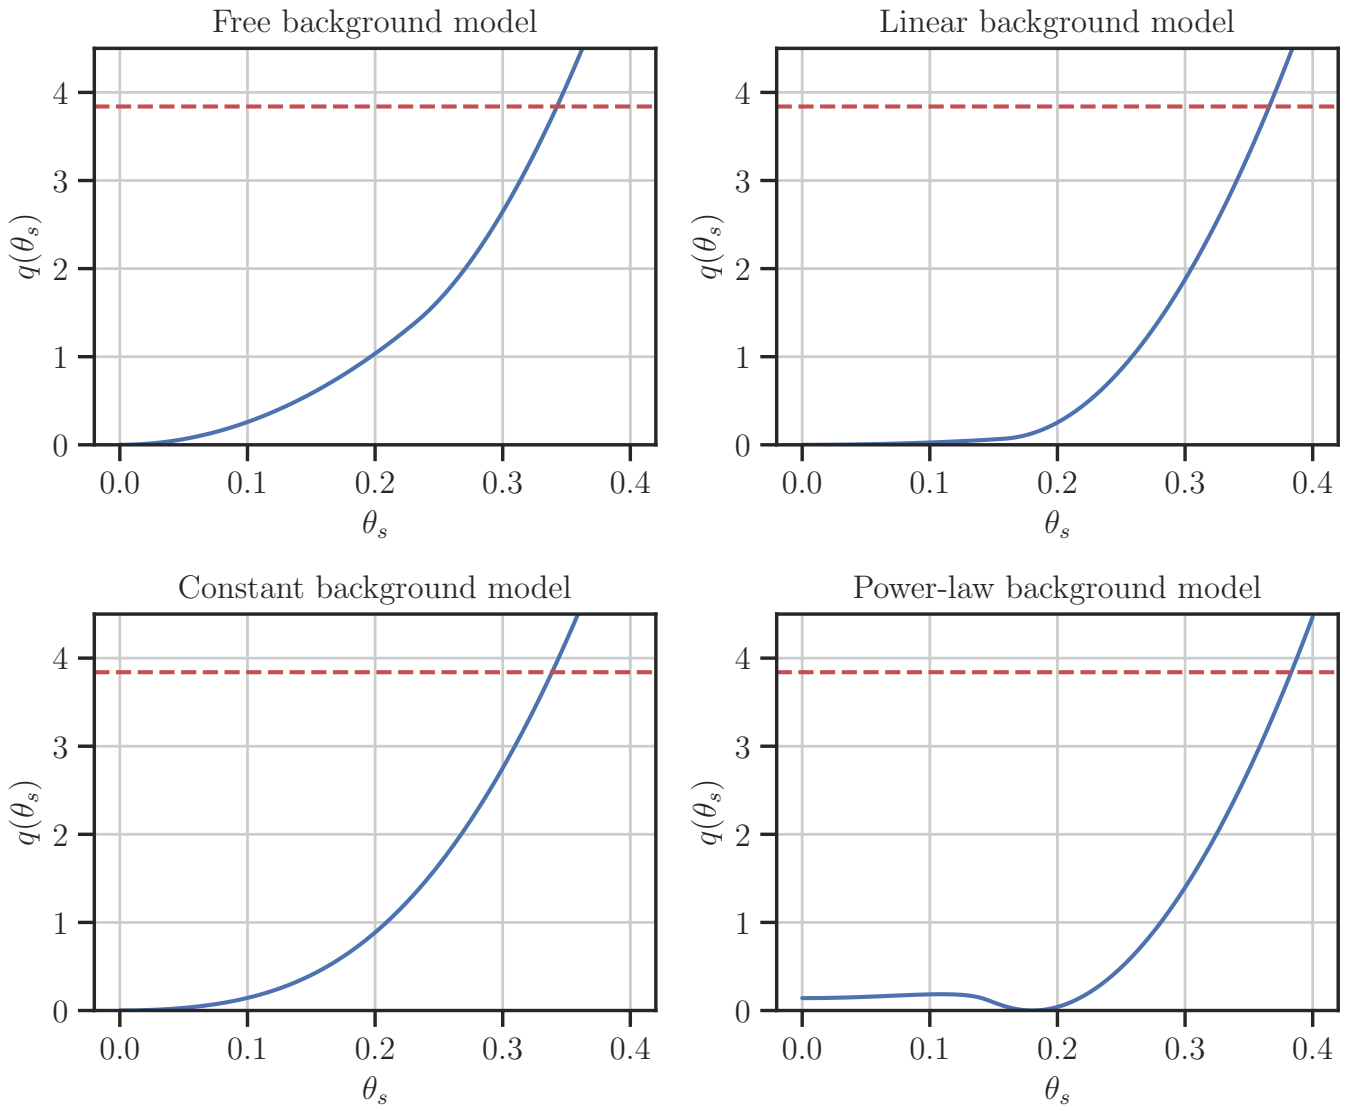 Free background model
4
3
2
1
0
q(θₛ)
0.0 0.1 0.2 0.3 0.4
θₛ
Linear background model
4
3
2
1
0
q(θₛ)
0.0 0.1 0.2 0.3 0.4
θₛ
Constant background model
4
3
2
1
0
q(θₛ)
0.0 0.1 0.2 0.3 0.4
θₛ
Power-law background model
4
3
2
1
0
q(θₛ)
0.0 0.1 0.2 0.3 0.4
θₛ